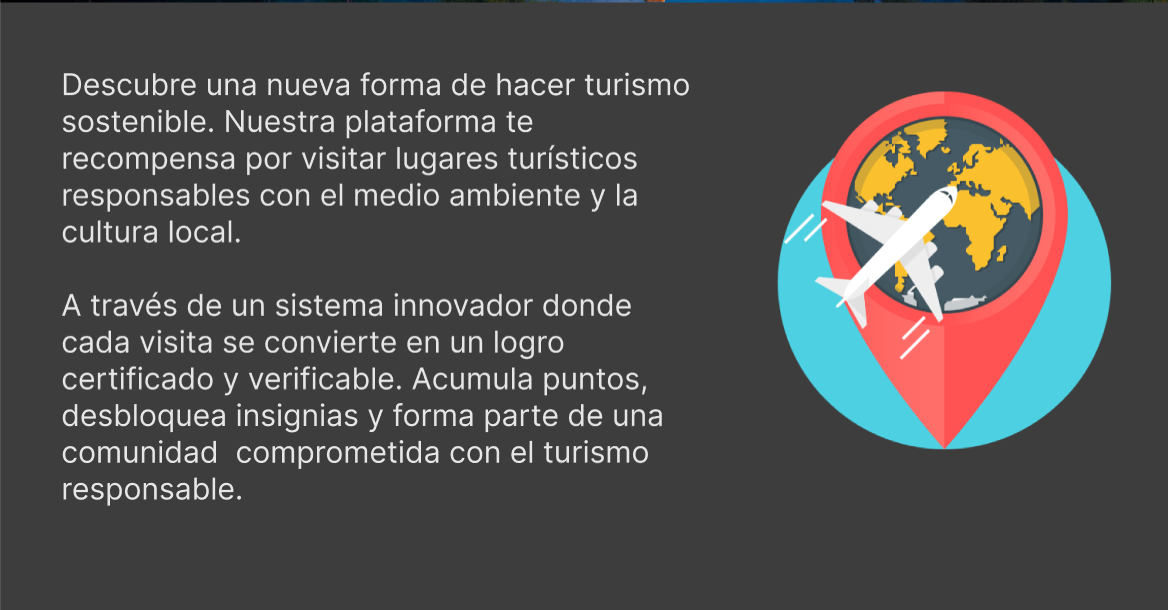 Descubre una nueva forma de hacer turismo
sostenible. Nuestra plataforma te
recompensa por visitar lugares turísticos
responsables con el medio ambiente y la
cultura local.
A través de un sistema innovador donde
cada visita se convierte en un logro
certificado y verificable. Acumula puntos,
desbloquea insignias y forma parte de una
comunidad  comprometida con el turismo
responsable.